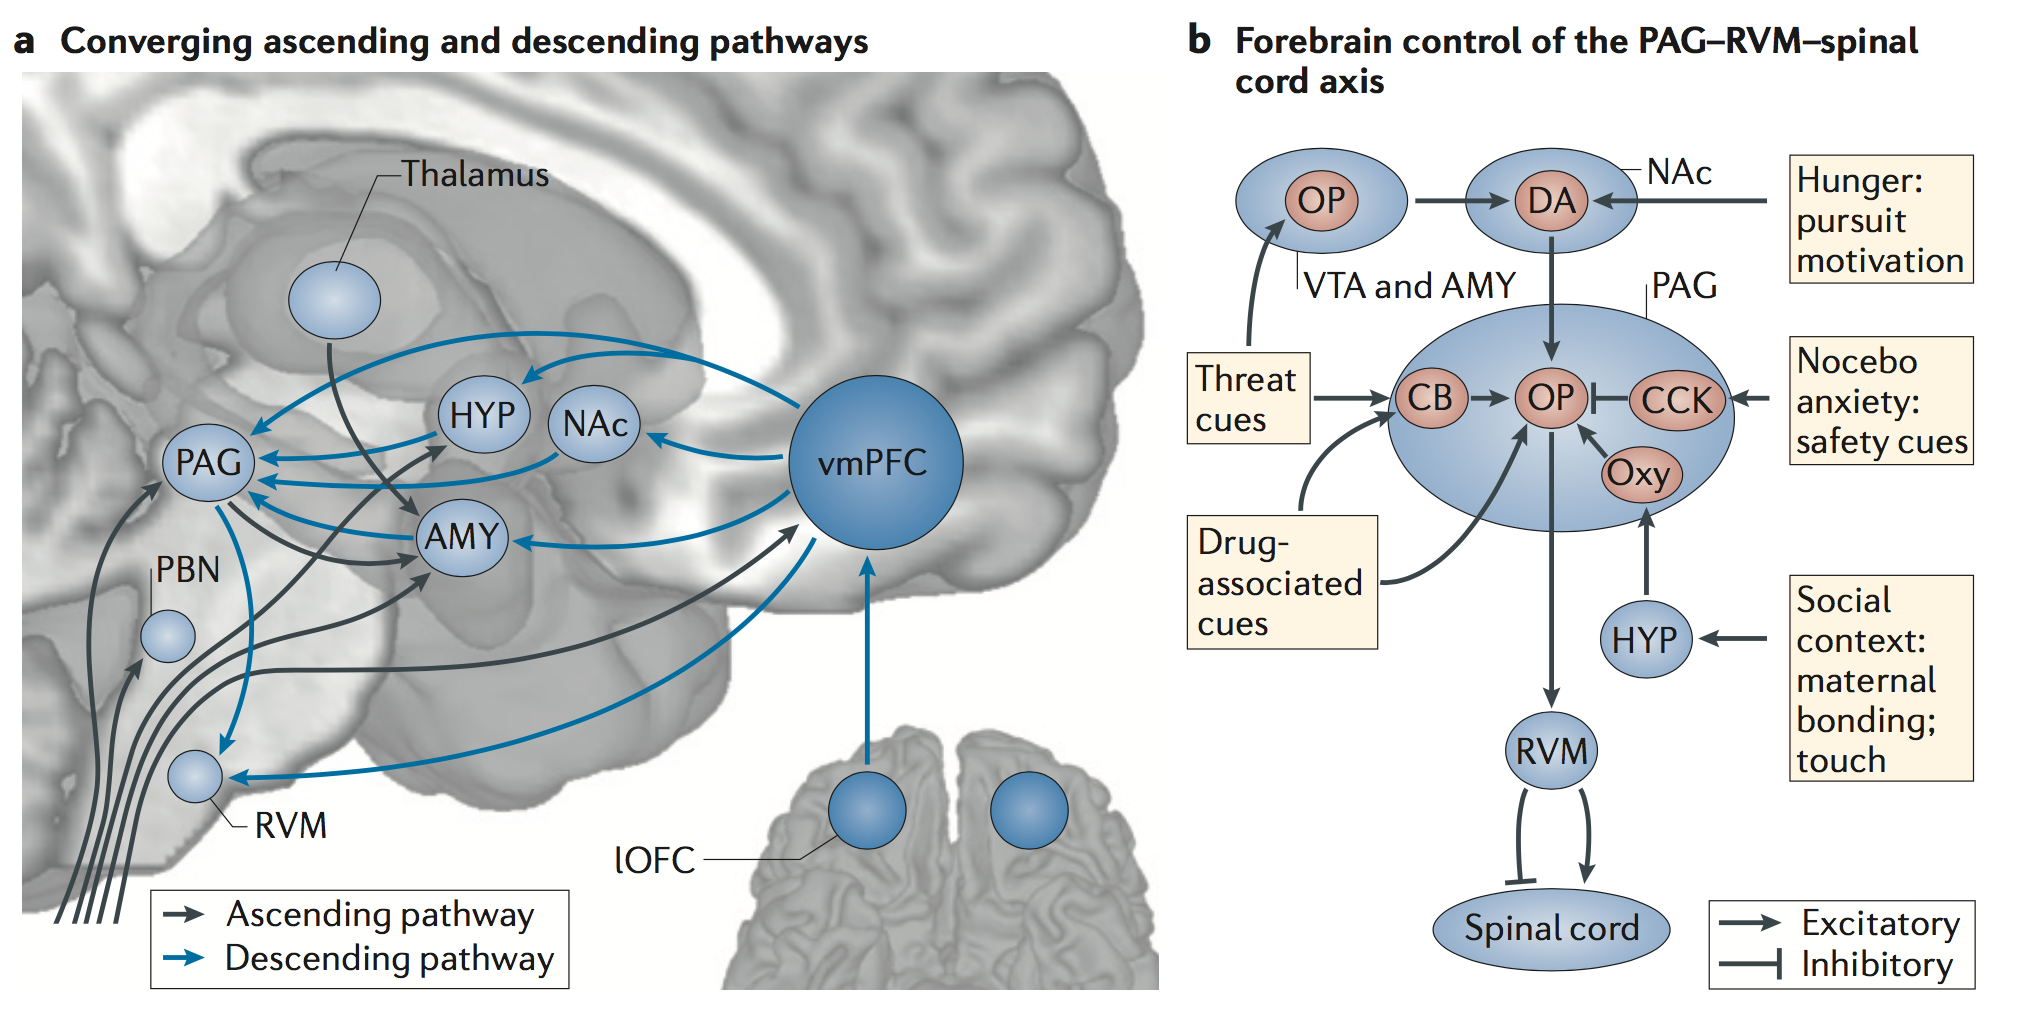 a Converging ascending and descending pathways
Thalamus
HYP
NAc
PAG
vmPFC
AMY
PBN
RVM
lOFC
Ascending pathway
Descending pathway
b Forebrain control of the PAG–RVM–spinal
cord axis
OP
DA
NAc
Hunger:
pursuit
motivation
VTA and AMY
PAG
Threat
cues
CB
OP
CCK
Nocebo
anxiety:
safety cues
Oxy
Drug-
associated
cues
HYP
Social
context:
maternal
bonding;
touch
RVM
Spinal cord
Excitatory
Inhibitory